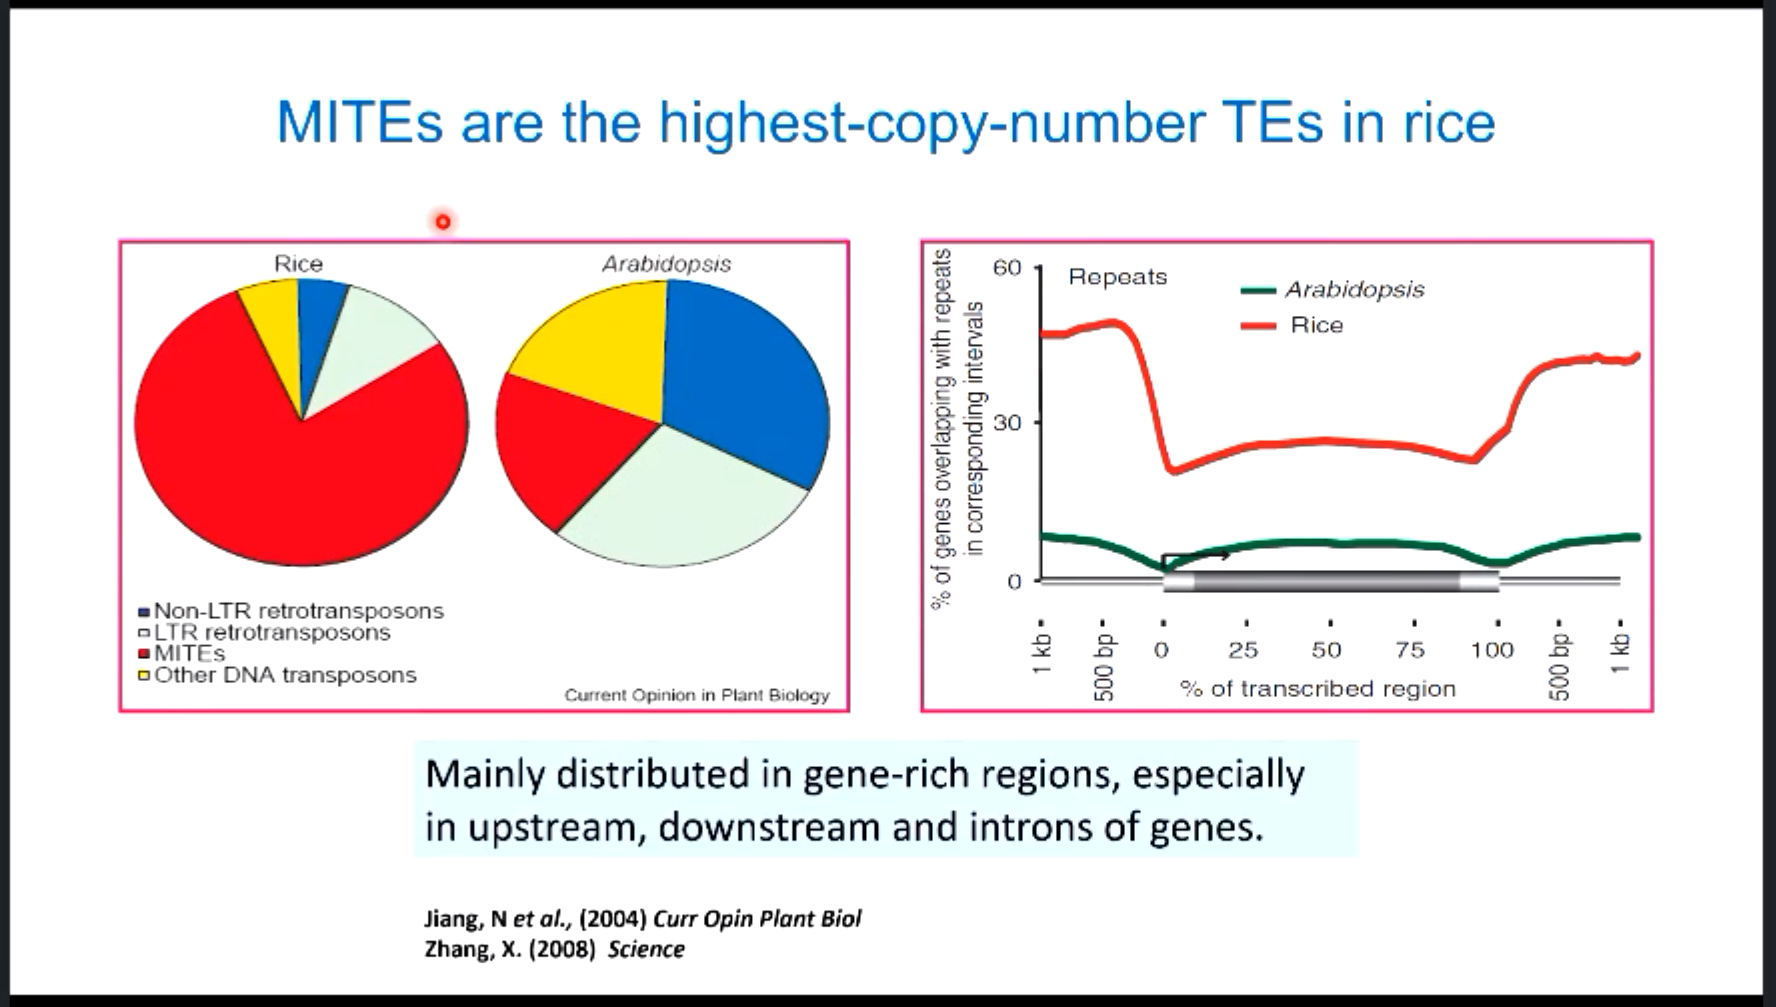 MITEs are the highest-copy-number TEs in rice
Rice
Arabidopsis
Non-LTR retrotransposons
LTR retrotransposons
MITEs
Other DNA transposons
Current Opinion in Plant Biology
% of genes overlapping with repeats
in corresponding intervals
60
30
0
Repeats
Arabidopsis
Rice
1 kb
500 bp
0
25
50
75
100
500 bp
1 kb
% of transcribed region
Mainly distributed in gene-rich regions, especially
in upstream, downstream and introns of genes.
Jiang, N et al., (2004) Curr Opin Plant Biol
Zhang, X. (2008) Science